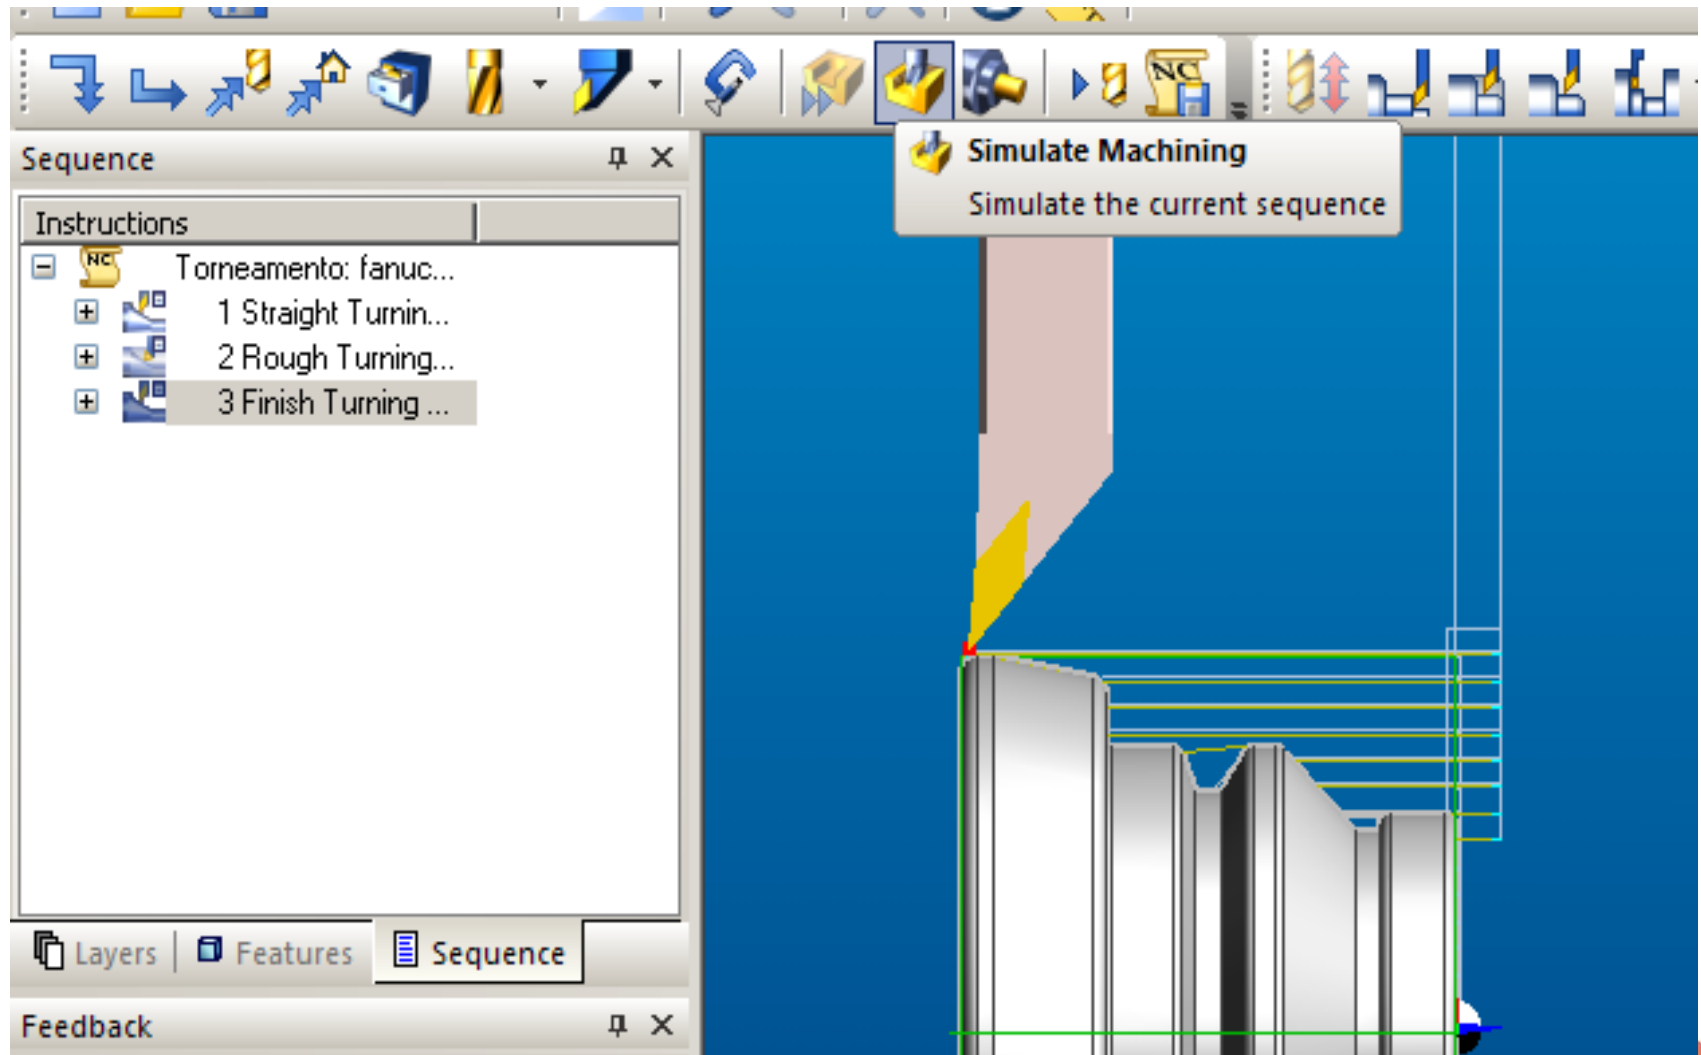 NC
Sequence
Simulate Machining
Simulate the current sequence
Instructions
NC
Torneamento: fanuc...
1 Straight Turnin...
2 Rough Turning...
3 Finish Turning ...
Layers
Features
Sequence
Feedback